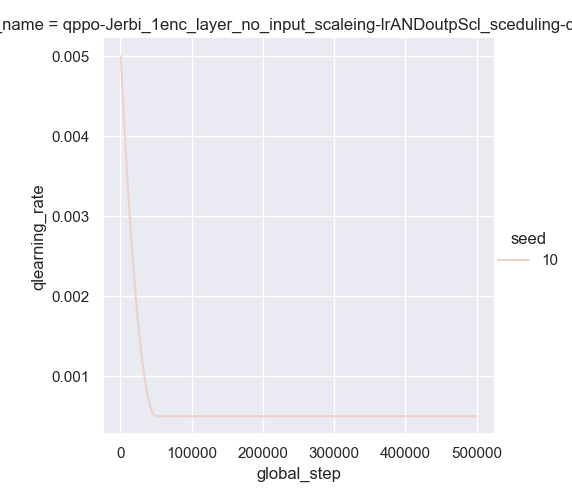 _name = qppo-Jerbi_1enc_layer_no_input_scaleing-lrANDoutpScl_sceduling-
0.005
0.004
0.003
0.002
0.001
qlearning_rate
0 100000 200000 300000 400000 500000
global_step
seed
10